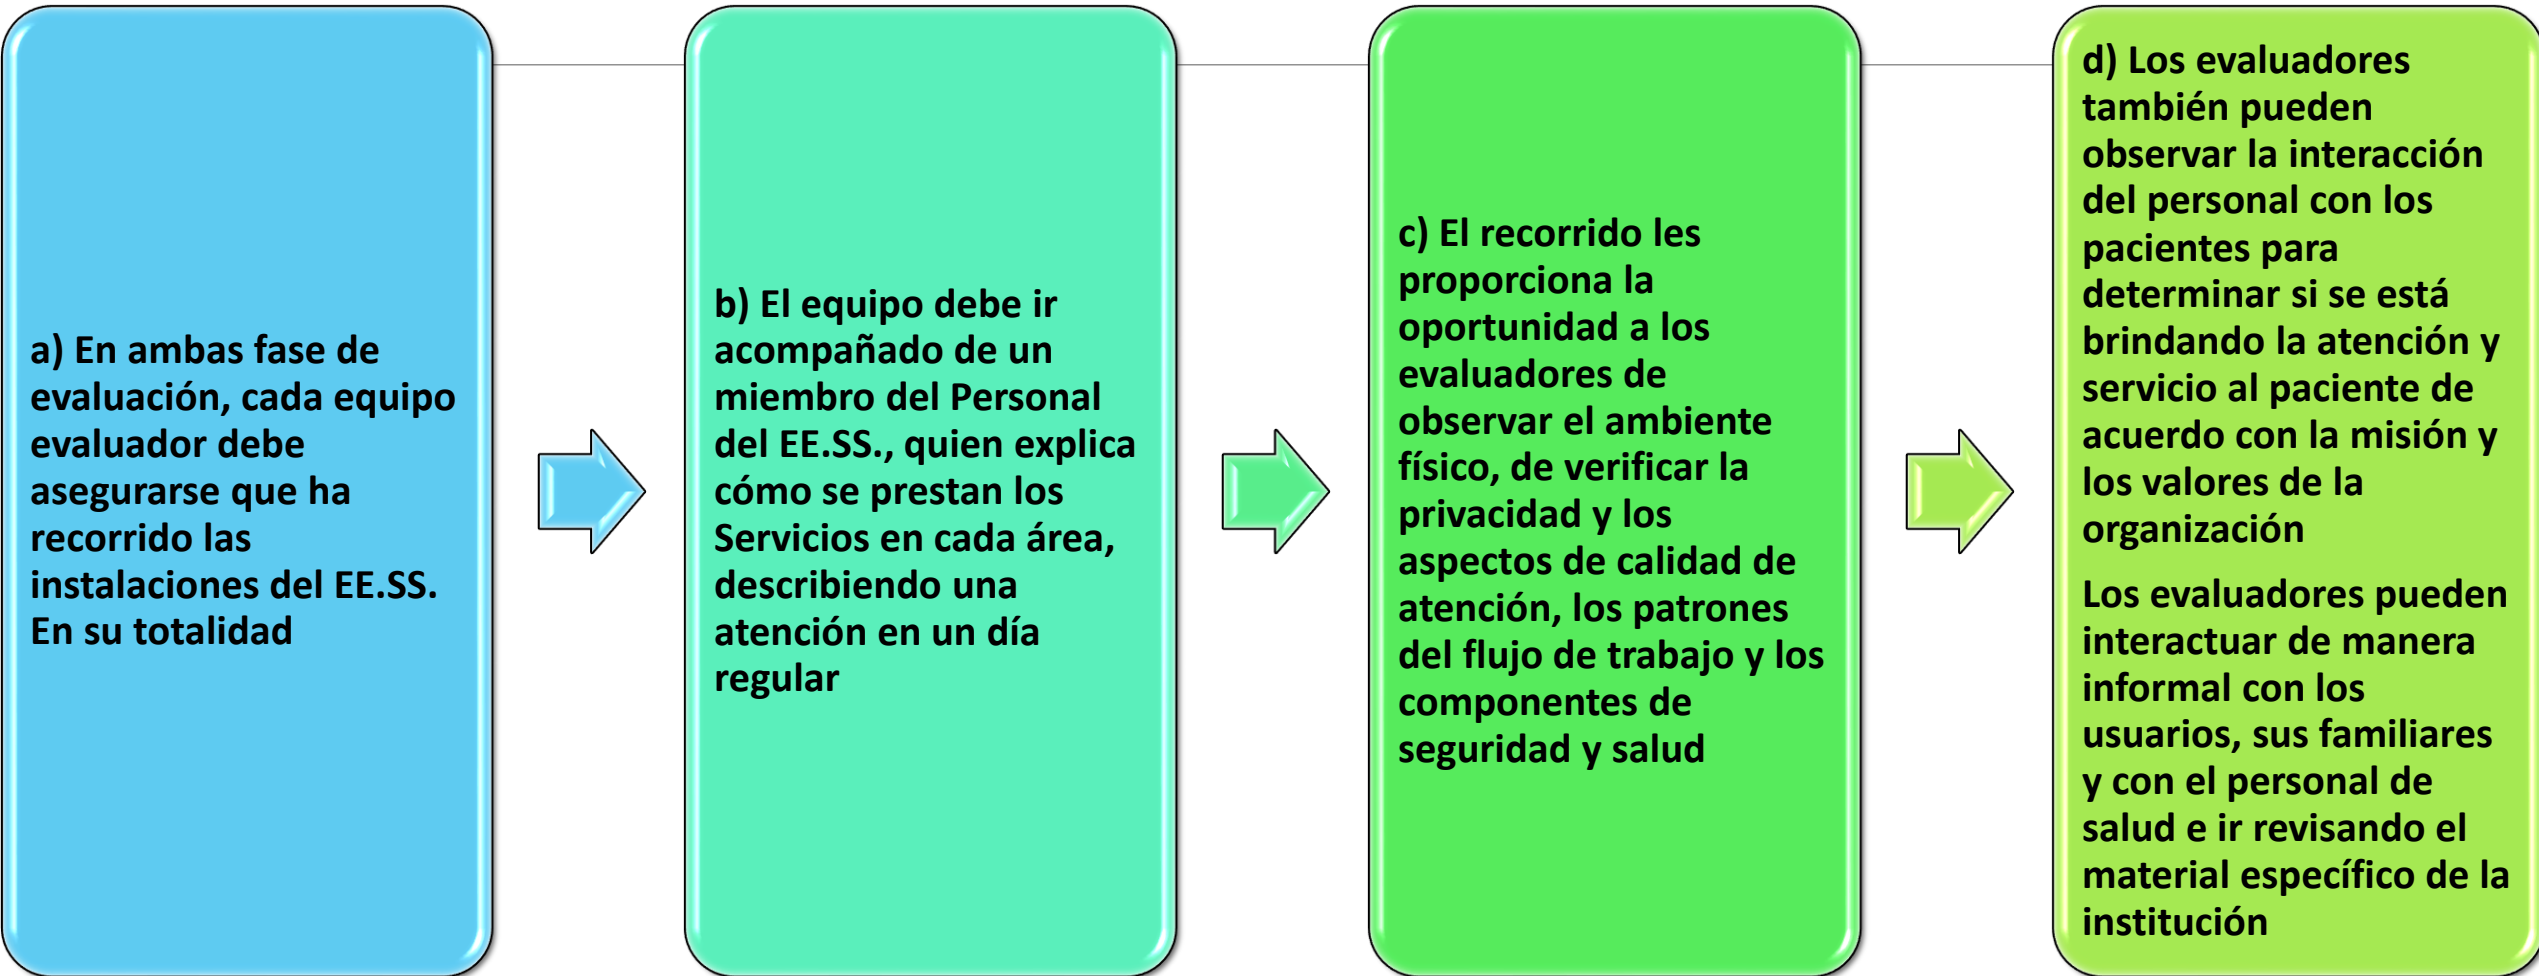 a) En ambas fase de
evaluación, cada equipo
evaluador debe
asegurarse que ha
recorrido las
instalaciones del EE.SS.
En su totalidad
b) El equipo debe ir
acompañado de un
miembro del Personal
del EE.SS., quien explica
cómo se prestan los
Servicios en cada área,
describiendo una
atención en un día
regular
c) El recorrido les
proporciona la
oportunidad a los
evaluadores de
observar el ambiente
físico, de verificar la
privacidad y los
aspectos de calidad de
atención, los patrones
del flujo de trabajo y los
componentes de
seguridad y salud
d) Los evaluadores
también pueden
observar la interacción
del personal con los
pacientes para
determinar si se está
brindando la atención y
servicio al paciente de
acuerdo con la misión y
los valores de la
organización
Los evaluadores pueden
interactuar de manera
informal con los
usuarios, sus familiares
y con el personal de
salud e ir revisando el
material específico de la
institución